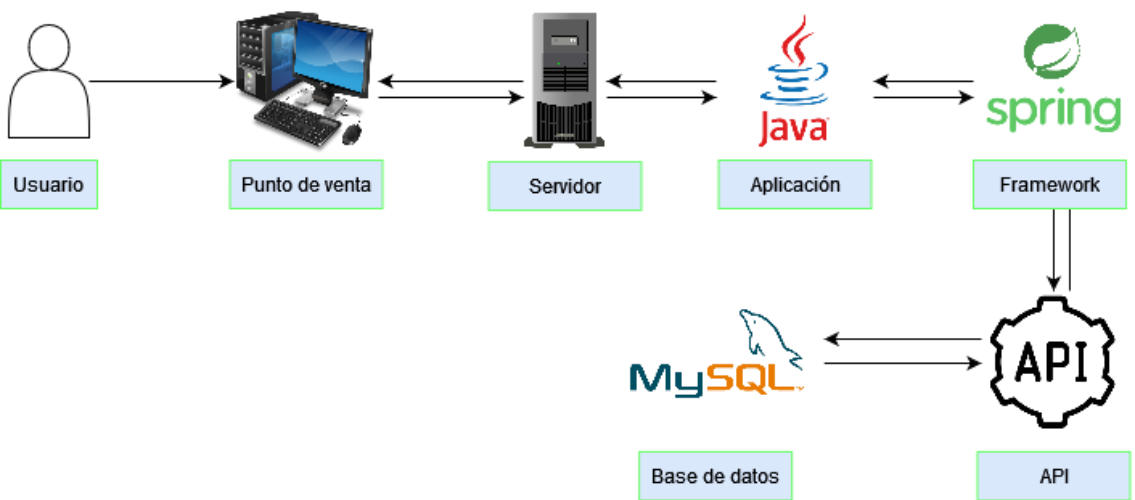 Java
spring
Usuario
Punto de venta
Servidor
Aplicación
Framework
MySQL
API
Base de datos
API